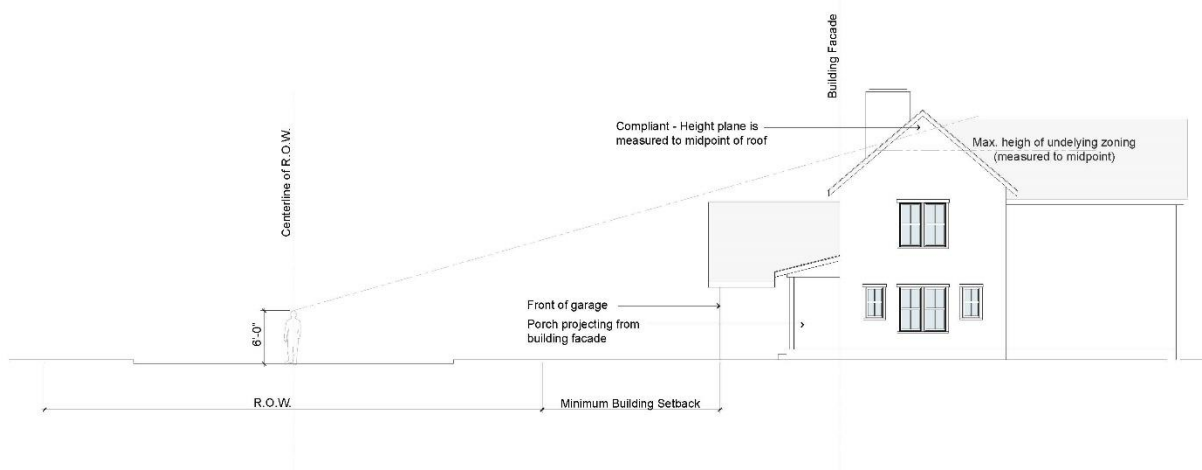 Building Facade
Centerline of R.O.W.
Compliant - Height plane is
measured to midpoint of roof
Max. heigh of undelying zoning
(measured to midpoint)
6'-0"
Front of garage
Porch projecting from
building facade
R.O.W.
Minimum Building Setback